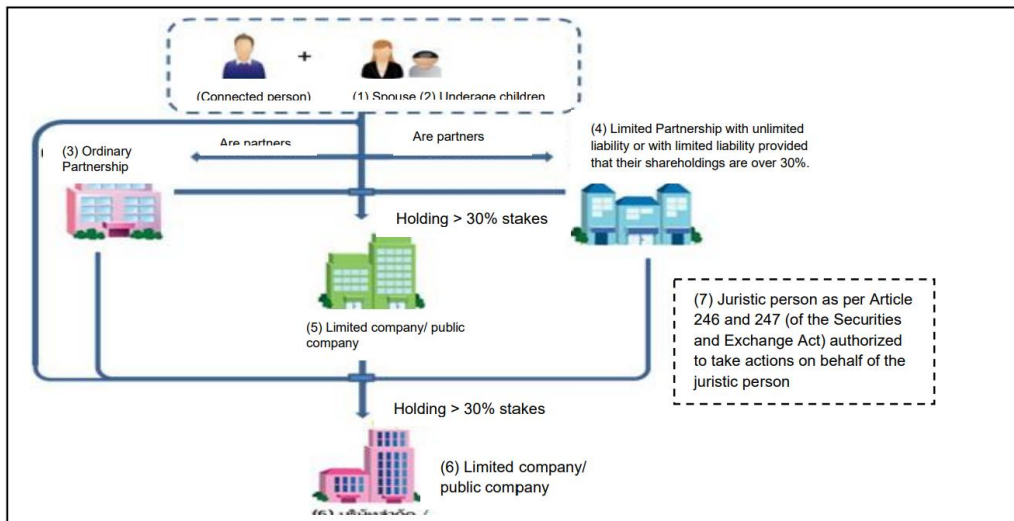 (Connected person)
+
(1) Spouse (2) Underage children
Are partners
Are partners
(3) Ordinary
Partnership
(4) Limited Partnership with unlimited
liability or with limited liability provided
that their shareholdings are over 30%.
Holding > 30% stakes
(5) Limited company/ public
company
(7) Juristic person as per Article
246 and 247 (of the Securities
and Exchange Act) authorized
to take actions on behalf of the
juristic person
Holding > 30% stakes
(6) Limited company/
public company